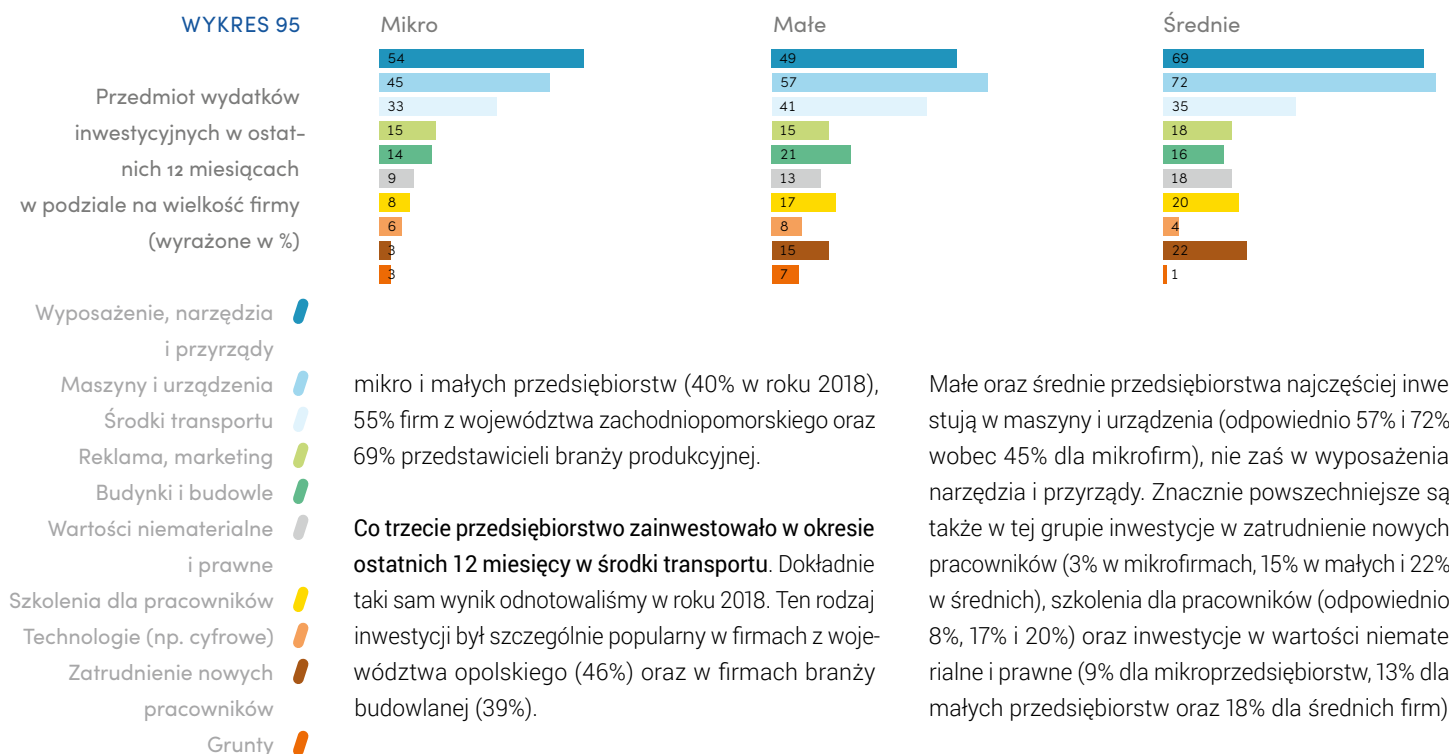 WYKRES 95
Przedmiot wydatków
inwestycyjnych w ostat-
nich 12 miesiącach
w podziale na wielkość firmy
(wyrażone w %)
Mikro
54
45
33
15
14
9
8
6
3
3
Małe
49
57
41
15
21
13
17
8
15
7
Średnie
69
72
35
18
16
18
20
4
22
1
Wyposażenie, narzędzia
i przyrządy
Maszyny i urządzenia
Środki transportu
Reklama, marketing
Budynki i budowle
Wartości niematerialne
i prawne
Szkolenia dla pracowników
Technologie (np. cyfrowe)
Zatrudnienie nowych
pracowników
Grunty
mikro i małych przedsiębiorstw (40% w roku 2018),
55% firm z województwa zachodniopomorskiego oraz
69% przedstawicieli branży produkcyjnej.
Co trzecie przedsiębiorstwo zainwestowało w okresie
ostatnich 12 miesięcy w środki transportu. Dokładnie
taki sam wynik odnotowaliśmy w roku 2018. Ten rodzaj
inwestycji był szczególnie popularny w firmach z woje-
wództwa opolskiego (46%) oraz w firmach branży
budowlanej (39%).
Małe oraz średnie przedsiębiorstwa najczęściej inwe
stują w maszyny i urządzenia (odpowiednio 57% i 72%
wobec 45% dla mikrofirm), nie zaś w wyposażenia
narzędzia i przyrządy. Znacznie powszechniejsze są
także w tej grupie inwestycje w zatrudnienie nowych
pracowników (3% w mikrofirmach, 15% w małych i 22%
w średnich), szkolenia dla pracowników (odpowiednio
8%, 17% i 20%) oraz inwestycje w wartości niemate
rialne i prawne (9% dla mikroprzedsiębiorstw, 13% dla
małych przedsiębiorstw oraz 18% dla średnich firm)